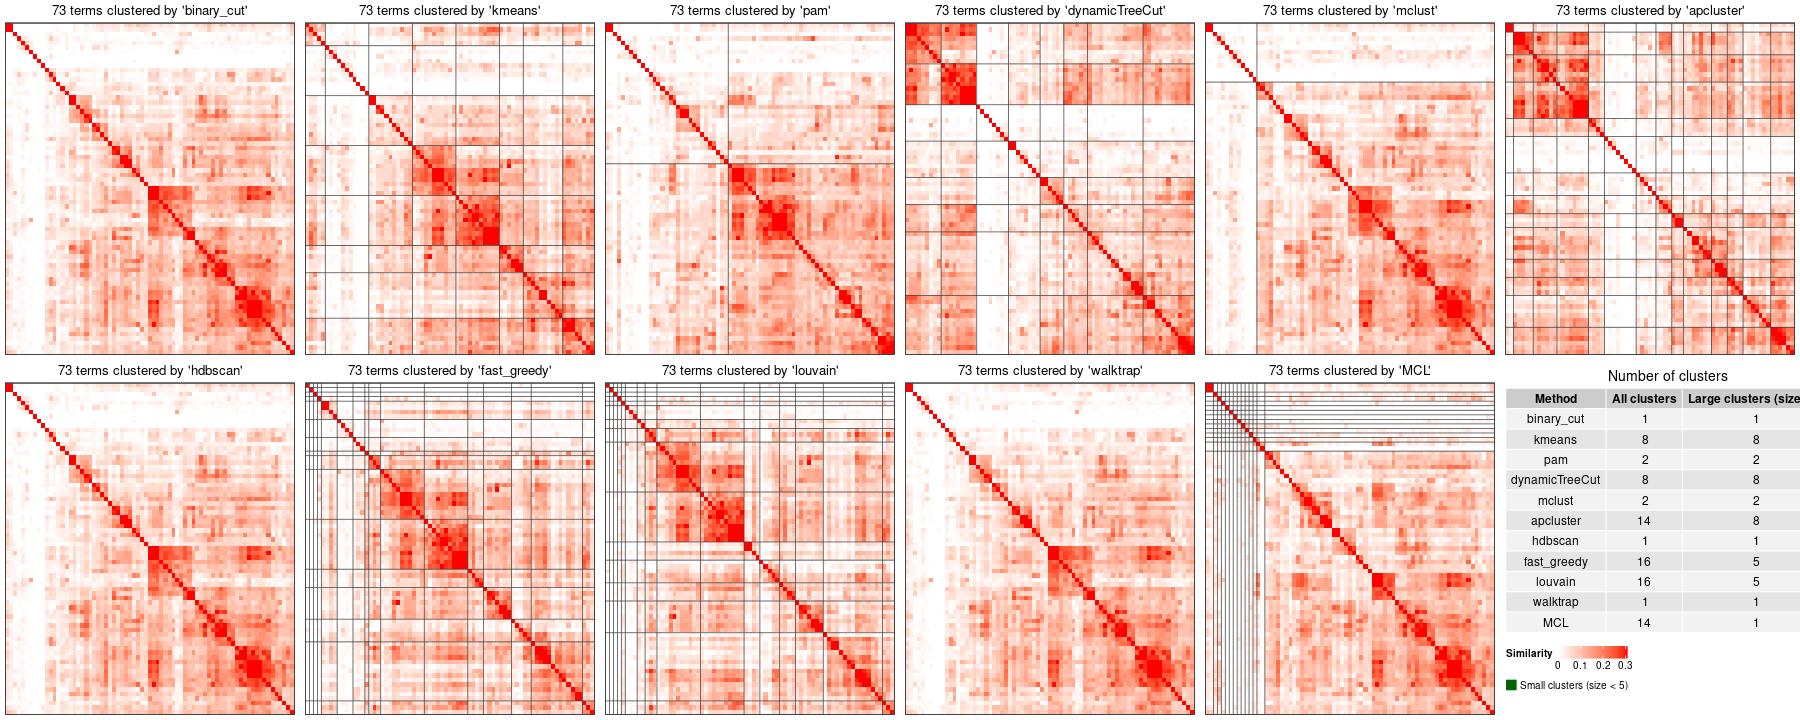 73 terms clustered by 'binary_cut'
73 terms clustered by 'kmeans'
73 terms clustered by 'pam'
73 terms clustered by 'dynamicTreeCut'
73 terms clustered by 'mclust'
73 terms clustered by 'apcluster'
73 terms clustered by 'hdbscan'
73 terms clustered by 'fast_greedy'
73 terms clustered by 'louvain'
73 terms clustered by 'walktrap'
73 terms clustered by 'MCL'
Number of clusters
Method All clusters Large clusters (size
binary_cut 1 1
kmeans 8 8
pam 2 2
dynamicTreeCut 8 8
mclust 2 2
apcluster 14 8
hdbscan 1 1
fast_greedy 16 5
louvain 16 5
walktrap 1 1
MCL 14 1
Similarity
0 0.1 0.2 0.3
Small clusters (size < 5)